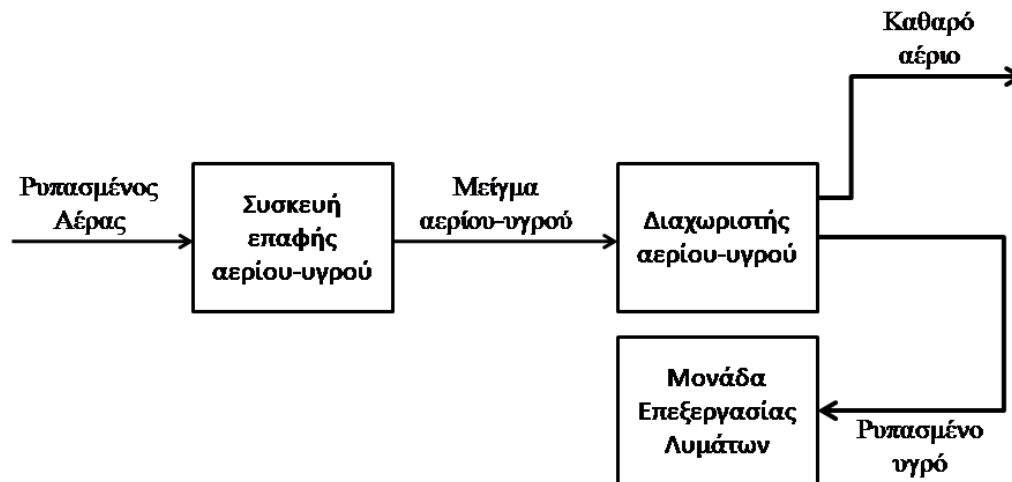 Καθαρό
αέριο
Ρυπασμένος
Αέρας
Συσκευή
επαφής
αερίου-υγρού
Μείγμα
αερίου-υγρού
Διαχωριστής
αερίου-υγρού
Μονάδα
Επεξεργασίας
Λυμάτων
Ρυπασμένο
υγρό